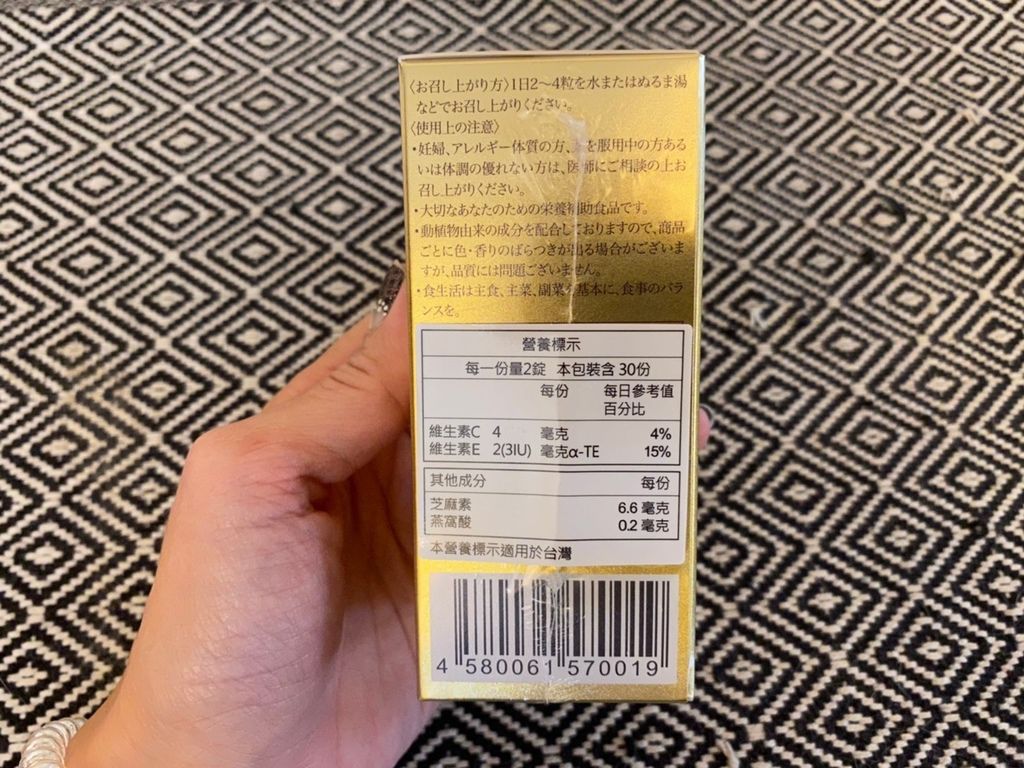 〈お召し上がり方〉1日2〜4粒を水またはぬるま湯
などでお召し上がりください。
〈使用上の注意〉
・妊婦、アレルギー体質の方、を服用中の方ある
いは体調の優れない方は、医師にご相談の上お
召し上がりください。
・大切なあなたのための栄養補助食品です。
・動植物由来の成分を配合しておりますので、商品
ごとに色・香りのばらつきが出る場合がございま
すが、品質には問題ございません。
・食生活は主食、主菜、副菜を基本に、食事のバラ
ンスを。
營養標示
每一份量2錠 本包裝含 30份
每份 每日參考值
百分比
維生素C 4 毫克 4%
維生素E 2(3IU) 毫克α-TE 15%
其他成分 每份
芝麻素 6.6 毫克
燕窩酸 0.2 毫克
本營養標示適用於台灣
4 580061 570019